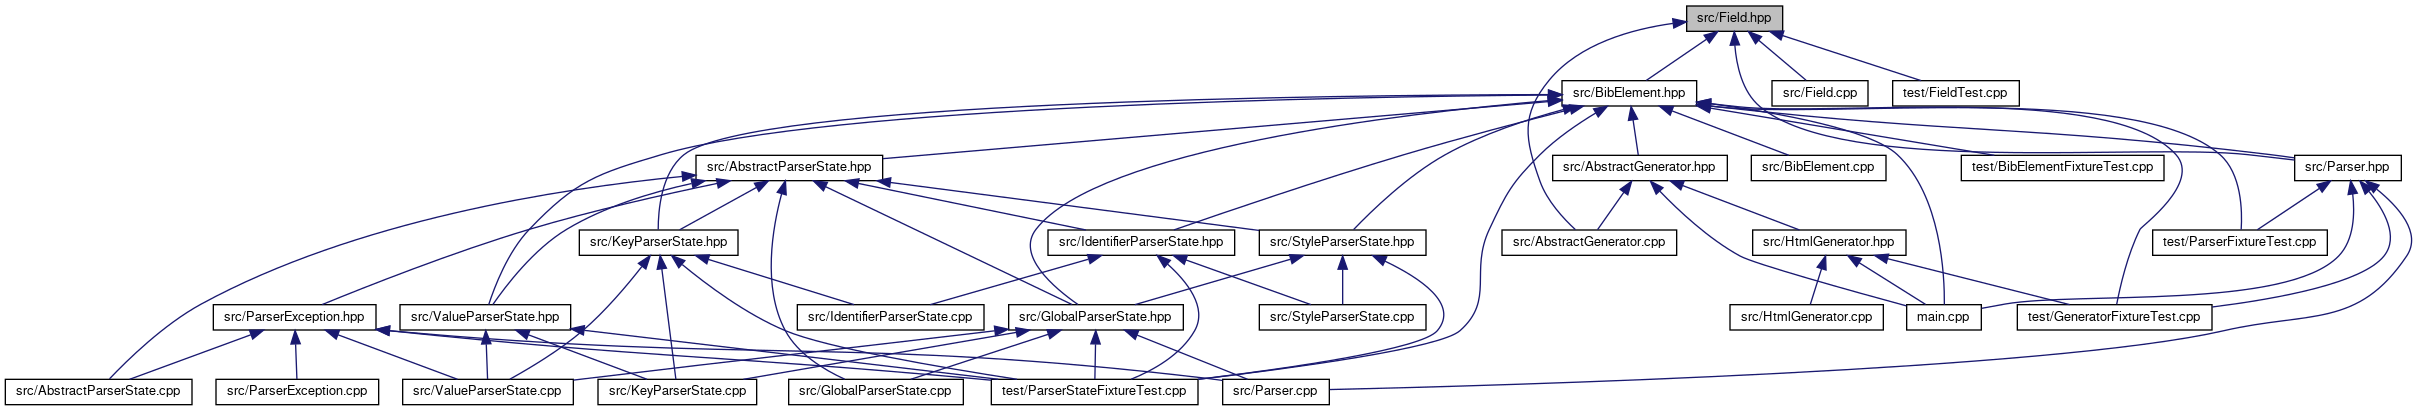 src/Field.hpp
src/BibElement.hpp
src/Field.cpp
test/FieldTest.cpp
src/AbstractParserState.hpp
src/AbstractGenerator.hpp
src/BibElement.cpp
test/BibElementFixtureTest.cpp
src/Parser.hpp
src/KeyParserState.hpp
src/IdentifierParserState.hpp
src/StyleParserState.hpp
src/AbstractGenerator.cpp
src/HtmlGenerator.hpp
test/ParserFixtureTest.cpp
src/ParserException.hpp
src/ValueParserState.hpp
src/IdentifierParserState.cpp
src/GlobalParserState.hpp
src/StyleParserState.cpp
src/HtmlGenerator.cpp
main.cpp
test/GeneratorFixtureTest.cpp
src/AbstractParserState.cpp
src/ParserException.cpp
src/ValueParserState.cpp
src/KeyParserState.cpp
src/GlobalParserState.cpp
test/ParserStateFixtureTest.cpp
src/Parser.cpp